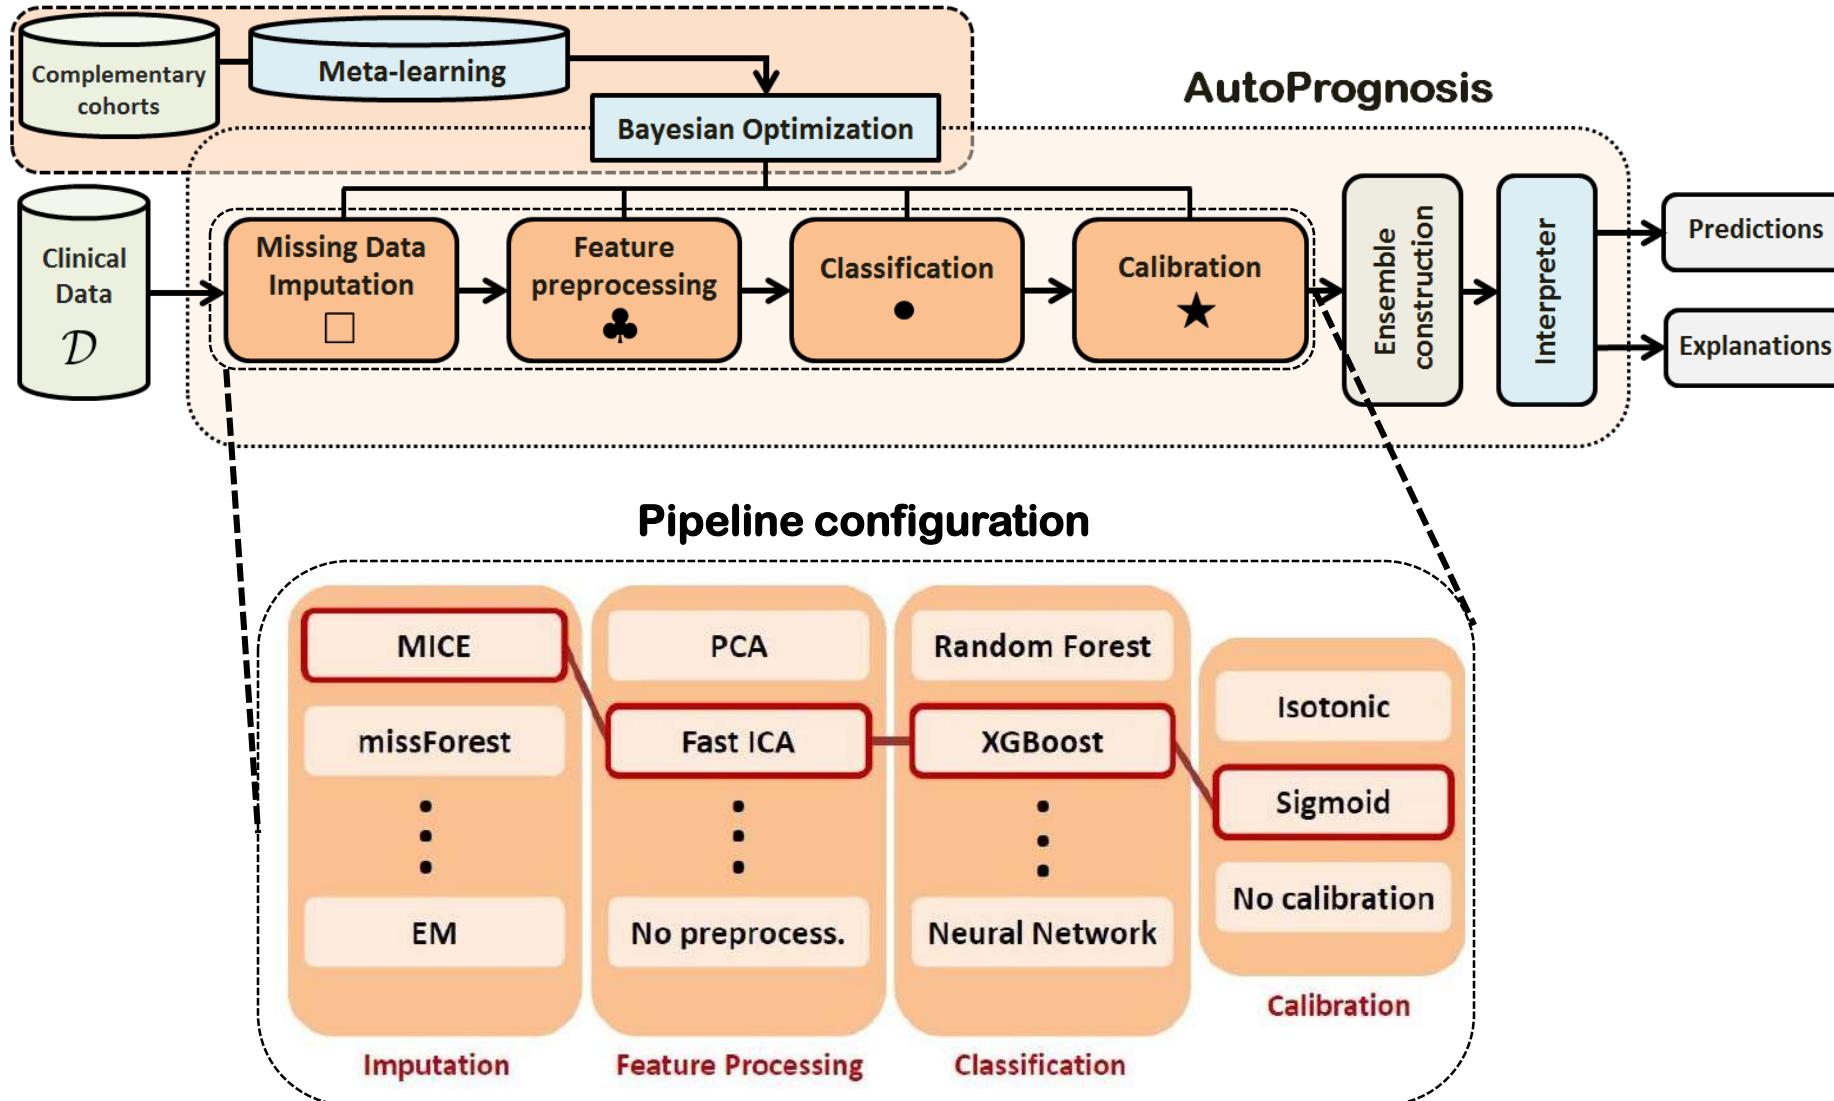 Complementary
cohorts
Meta-learning
Bayesian Optimization
AutoPrognosis
Clinical
Data
𝒟
Missing Data
Imputation
□
Feature
preprocessing
♣
Classification
●
Calibration
★
Ensemble
construction
Interpreter
Predictions
Explanations
Pipeline configuration
MICE
missForest
EM
Imputation
PCA
Fast ICA
No preprocess.
Feature Processing
Random Forest
XGBoost
Neural Network
Classification
Isotonic
Sigmoid
No calibration
Calibration